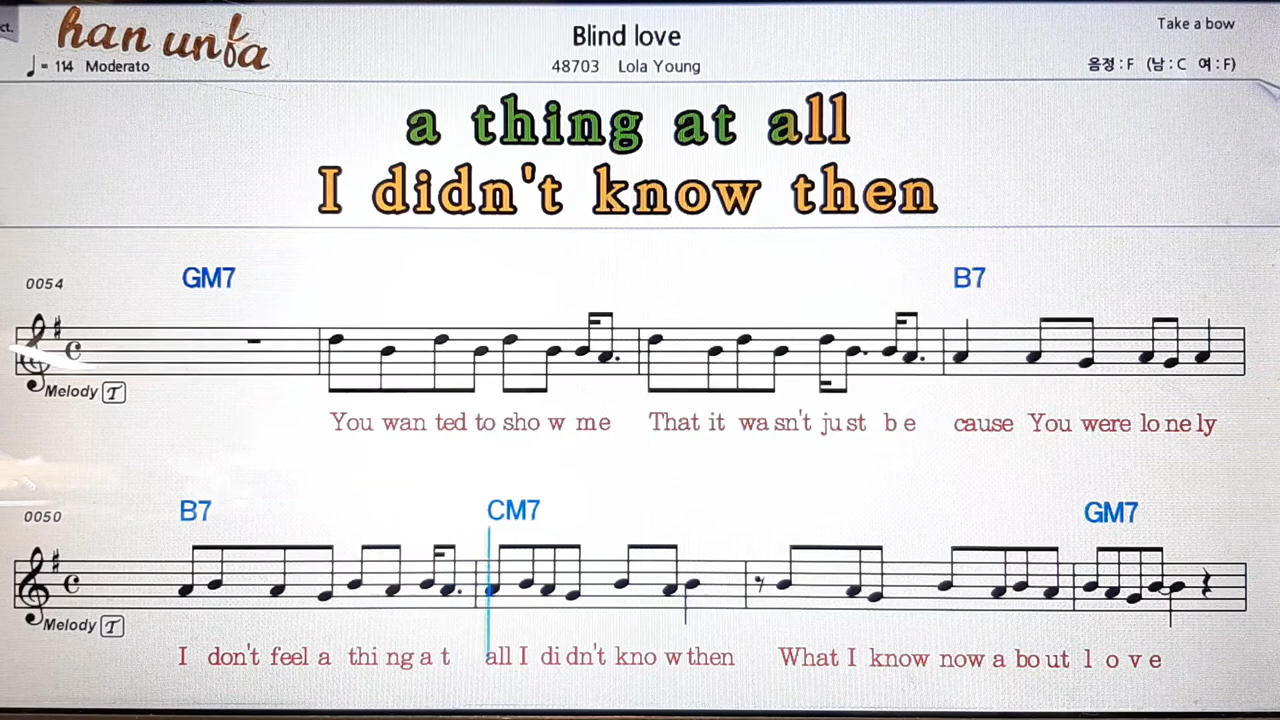 ct.
han unfa
Blind love
Take a bow
♩= 114 Moderato
48703 Lola Young
음정 : F (남 : C 여 : F)
a thing at all
I didn't know then
0054
GM7
B7
Melody T
You wan ted to sho w me That it wa sn't ju st b e cause You were lo ne ly
0050
B7
CM7
GM7
Melody T
I don't feel a thi ng a t all I di dn't kno w then What I know now a bo ut l o v e